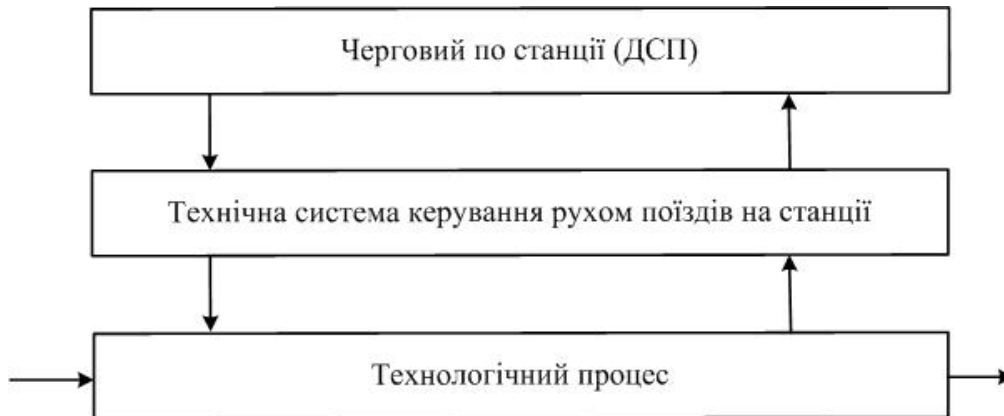 Черговий по станції (ДСП)
Технічна система керування рухом поїздів на станції
Технологічний процес